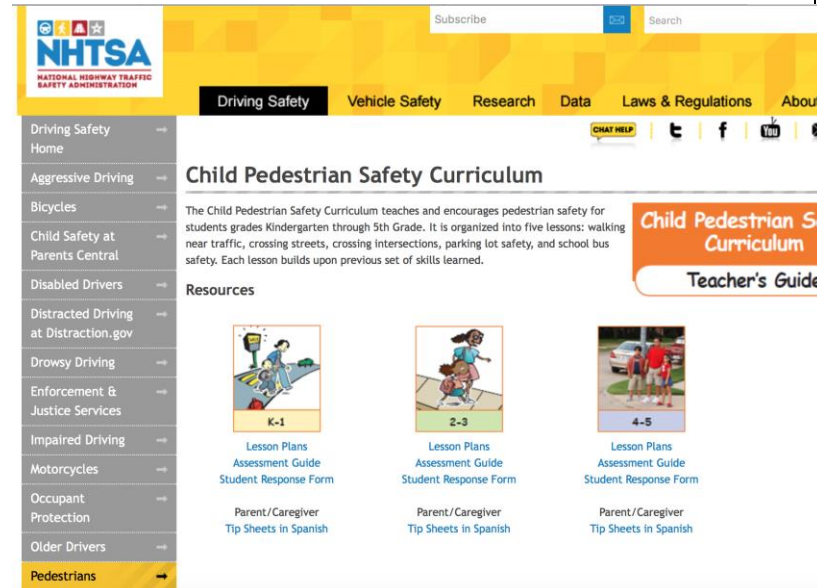 Subscribe
Search
NHTSA
NATIONAL HIGHWAY TRAFFIC
SAFETY ADMINISTRATION
Driving Safety
Vehicle Safety
Research
Data
Laws & Regulations
About
CHAT HELP
You
Driving Safety
Home
Aggressive Driving
Bicycles
Child Safety at
Parents Central
Disabled Drivers
Distracted Driving
at Distraction.gov
Drowsy Driving
Enforcement &
Justice Services
Impaired Driving
Motorcycles
Occupant
Protection
Older Drivers
Pedestrians
Child Pedestrian Safety Curriculum
The Child Pedestrian Safety Curriculum teaches and encourages pedestrian safety for
students grades Kindergarten through 5th Grade. It is organized into five lessons: walking
near traffic, crossing streets, crossing intersections, parking lot safety, and school bus
safety. Each lesson builds upon previous set of skills learned.
Child Pedestrian S
Curriculum
Teacher's Guide
Resources
K-1
Lesson Plans
Assessment Guide
Student Response Form
Parent/Caregiver
Tip Sheets in Spanish
2-3
Lesson Plans
Assessment Guide
Student Response Form
Parent/Caregiver
Tip Sheets in Spanish
4-5
Lesson Plans
Assessment Guide
Student Response Form
Parent/Caregiver
Tip Sheets in Spanish